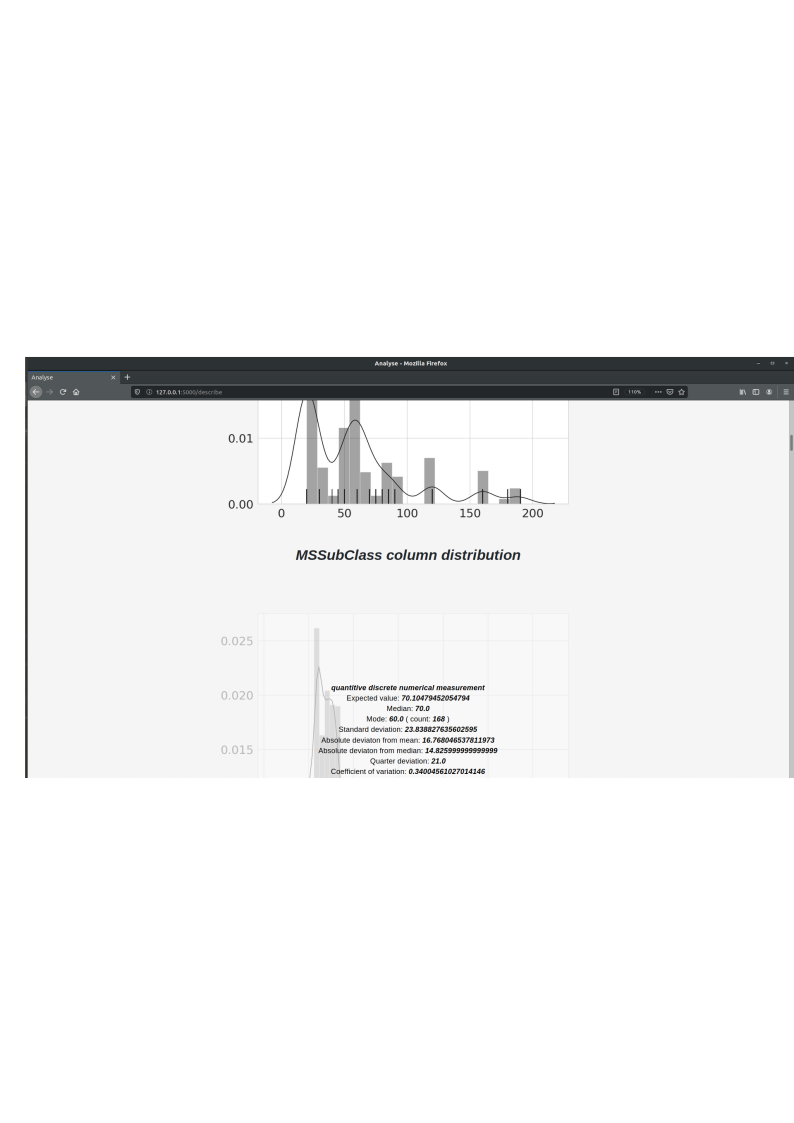 Analyse - Mozilla Firefox
Analyse
127.0.0.1:5000/describe
110%
0.01
0.00
0 50 100 150 200
MSSubClass column distribution
0.025
0.020
0.015
quantitive discrete numerical measurement
Expected value: 70.10479452054794
Median: 70.0
Mode: 60.0 ( count: 168 )
Standard deviation: 23.838827635602595
Absolute deviaton from mean: 16.768046537811973
Absolute deviaton from median: 14.825999999999999
Quarter deviation: 21.0
Coefficient of variation: 0.34004561027014146